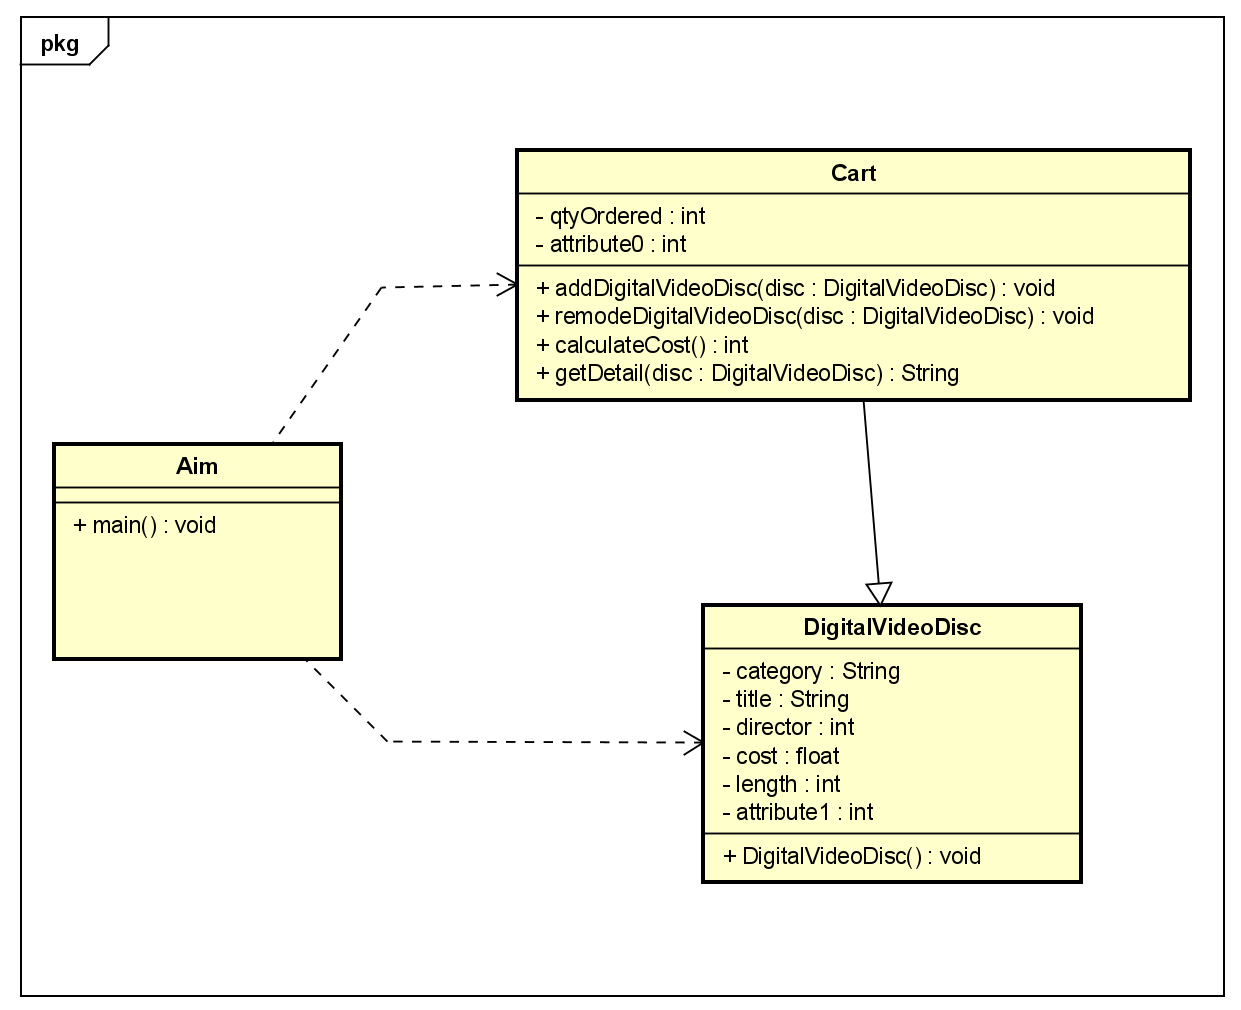 pkg
Cart
- qtyOrdered : int
- attribute0 : int
+ addDigitalVideoDisc(disc : DigitalVideoDisc) : void
+ remodeDigitalVideoDisc(disc : DigitalVideoDisc) : void
+ calculateCost() : int
+ getDetail(disc : DigitalVideoDisc) : String
Aim
+ main() : void
DigitalVideoDisc
- category : String
- title : String
- director : int
- cost : float
- length : int
- attribute1 : int
+ DigitalVideoDisc() : void